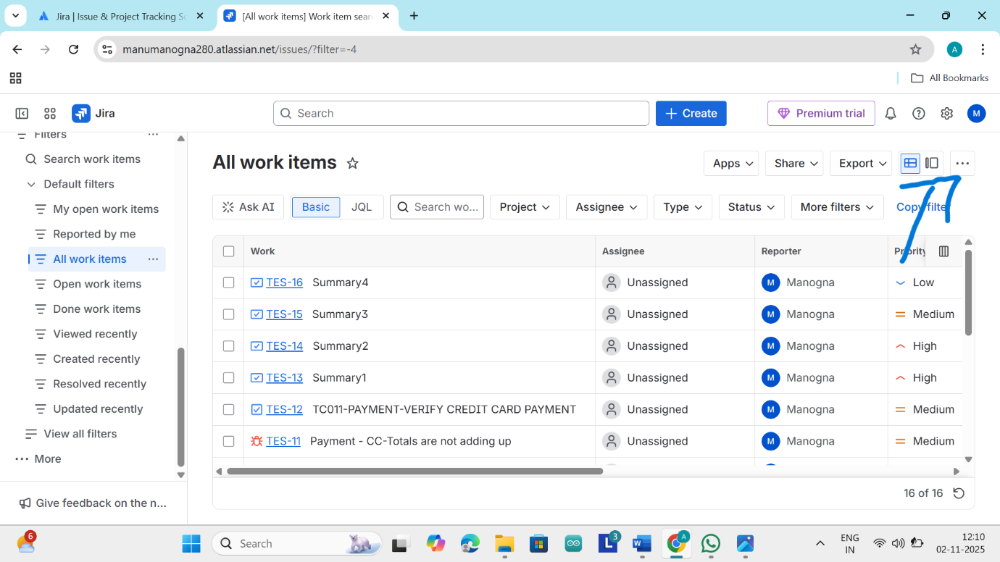 Jira | Issue & Project Tracking So
[All work items] Work item sear
manumanogna280.atlassian.net/issues/?filter=-4
A
All Bookmarks
Jira
Search
Create
Premium trial
M
Filters
Search work items
Default filters
My open work items
Reported by me
All work items
Open work items
Done work items
Viewed recently
Created recently
Resolved recently
Updated recently
View all filters
More
Give feedback on the n...
All work items
Apps
Share
Export
Ask AI
Basic
JQL
Search wo...
Project
Assignee
Type
Status
More filters
Copy filter
Work Assignee Reporter Priority
TES-16 Summary4 Unassigned M Manogna Low
TES-15 Summary3 Unassigned M Manogna Medium
TES-14 Summary2 Unassigned M Manogna High
TES-13 Summary1 Unassigned M Manogna High
TES-12 TC011-PAYMENT-VERIFY CREDIT CARD PAYMENT Unassigned M Manogna Medium
TES-11 Payment - CC-Totals are not adding up Unassigned M Manogna Medium
16 of 16
6
Search
L
3
W
A
ENG
IN
12:10
02-11-2025